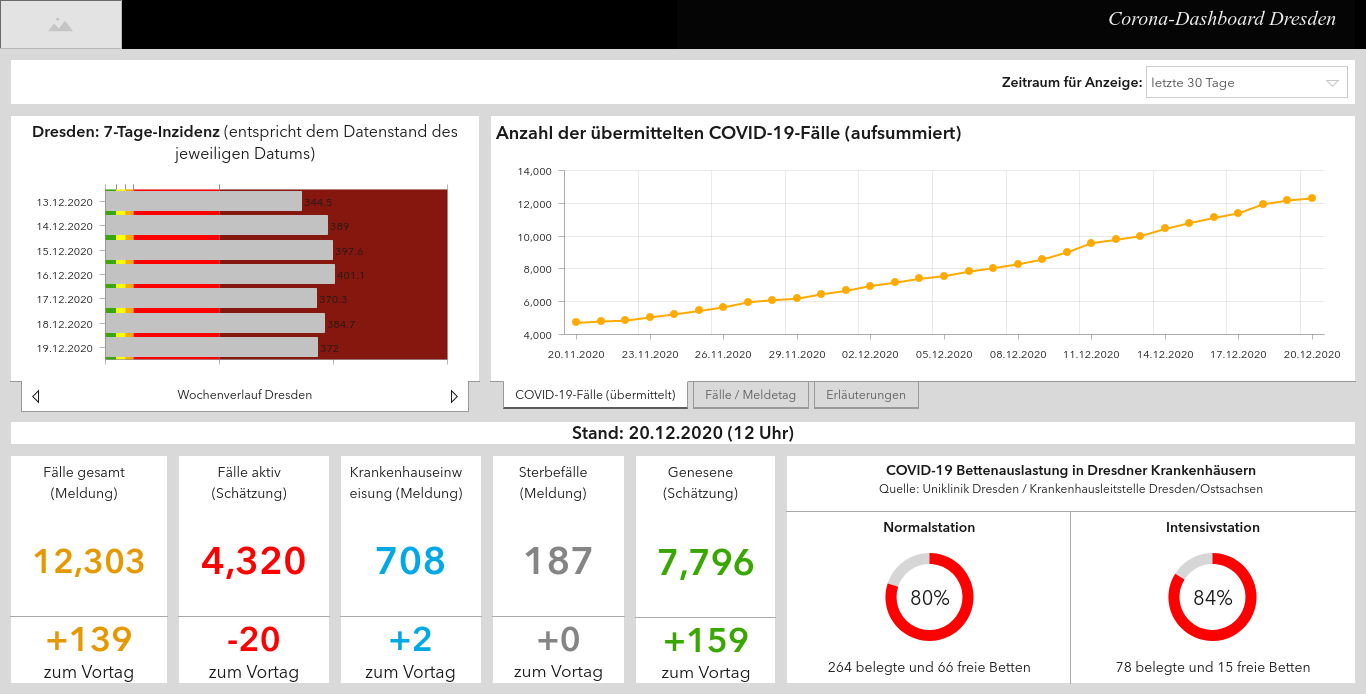 Corona-Dashboard Dresden
Zeitraum für Anzeige: letzte 30 Tage
Dresden: 7-Tage-Inzidenz (entspricht dem Datenstand des
jeweiligen Datums)
13.12.2020 344.5
14.12.2020 389
15.12.2020 397.6
16.12.2020 401.1
17.12.2020 370.3
18.12.2020 384.7
19.12.2020 372
Wochenverlauf Dresden
Anzahl der übermittelten COVID-19-Fälle (aufsummiert)
14,000
12,000
10,000
8,000
6,000
4,000
20.11.2020 23.11.2020 26.11.2020 29.11.2020 02.12.2020 05.12.2020 08.12.2020 11.12.2020 14.12.2020 17.12.2020 20.12.2020
COVID-19-Fälle (übermittelt) Fälle / Meldetag Erläuterungen
Stand: 20.12.2020 (12 Uhr)
Fälle gesamt
(Meldung)
12,303
+139
zum Vortag
Fälle aktiv
(Schätzung)
4,320
-20
zum Vortag
Krankenhauseinw
eisung (Meldung)
708
+2
zum Vortag
Sterbefälle
(Meldung)
187
+0
zum Vortag
Genesene
(Schätzung)
7,796
+159
zum Vortag
COVID-19 Bettenauslastung in Dresdner Krankenhäusern
Quelle: Uniklinik Dresden / Krankenhausleitstelle Dresden/Ostsachsen
Normalstation
80%
264 belegte und 66 freie Betten
Intensivstation
84%
78 belegte und 15 freie Betten